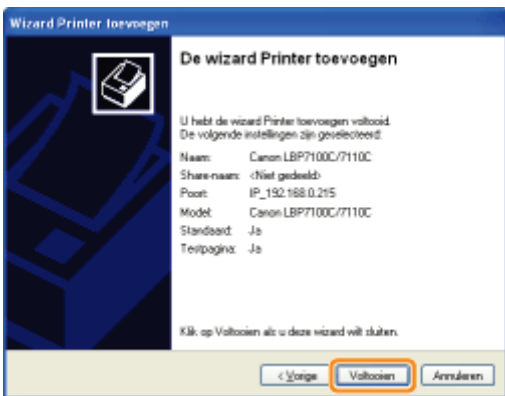 Wizard Printer toevoegen
De wizard Printer toevoegen
U hebt de wizard Printer toevoegen voltooid.
De volgende instellingen zijn geselecteerd:
Naam: Canon LBP7100C/7110C
Share-naam: <Niet gedeeld>
Poort: IP_192.168.0.215
Model: Canon LBP7100C/7110C
Standaard: Ja
Testpagina: Ja
Klik op Voltooien als u deze wizard wilt sluiten.
< Vorige Voltooien Annuleren